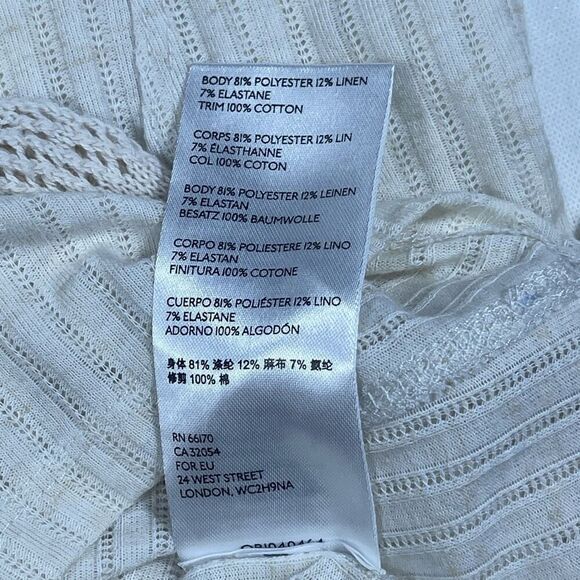 BODY 81% POLYESTER 12% LINEN
7% ELASTANE
TRIM 100% COTTON
CORPS 81% POLYESTER 12% LIN
7% ÉLASTHANNE
COL 100% COTON
BODY 81% POLYESTER 12% LEINEN
7% ELASTAN
BESATZ 100% BAUMWOLLE
CORPO 81% POLIESTERE 12% LINO
7% ELASTAN
FINITURA 100% COTONE
CUERPO 81% POLIÉSTER 12% LINO
7% ELASTANE
ADORNO 100% ALGODÓN
身体 81% 涤纶 12% 麻布 7% 氨纶
修剪 100% 棉
RN 66170
CA 32054
FOR EU
24 WEST STREET
LONDON, WC2H9NA